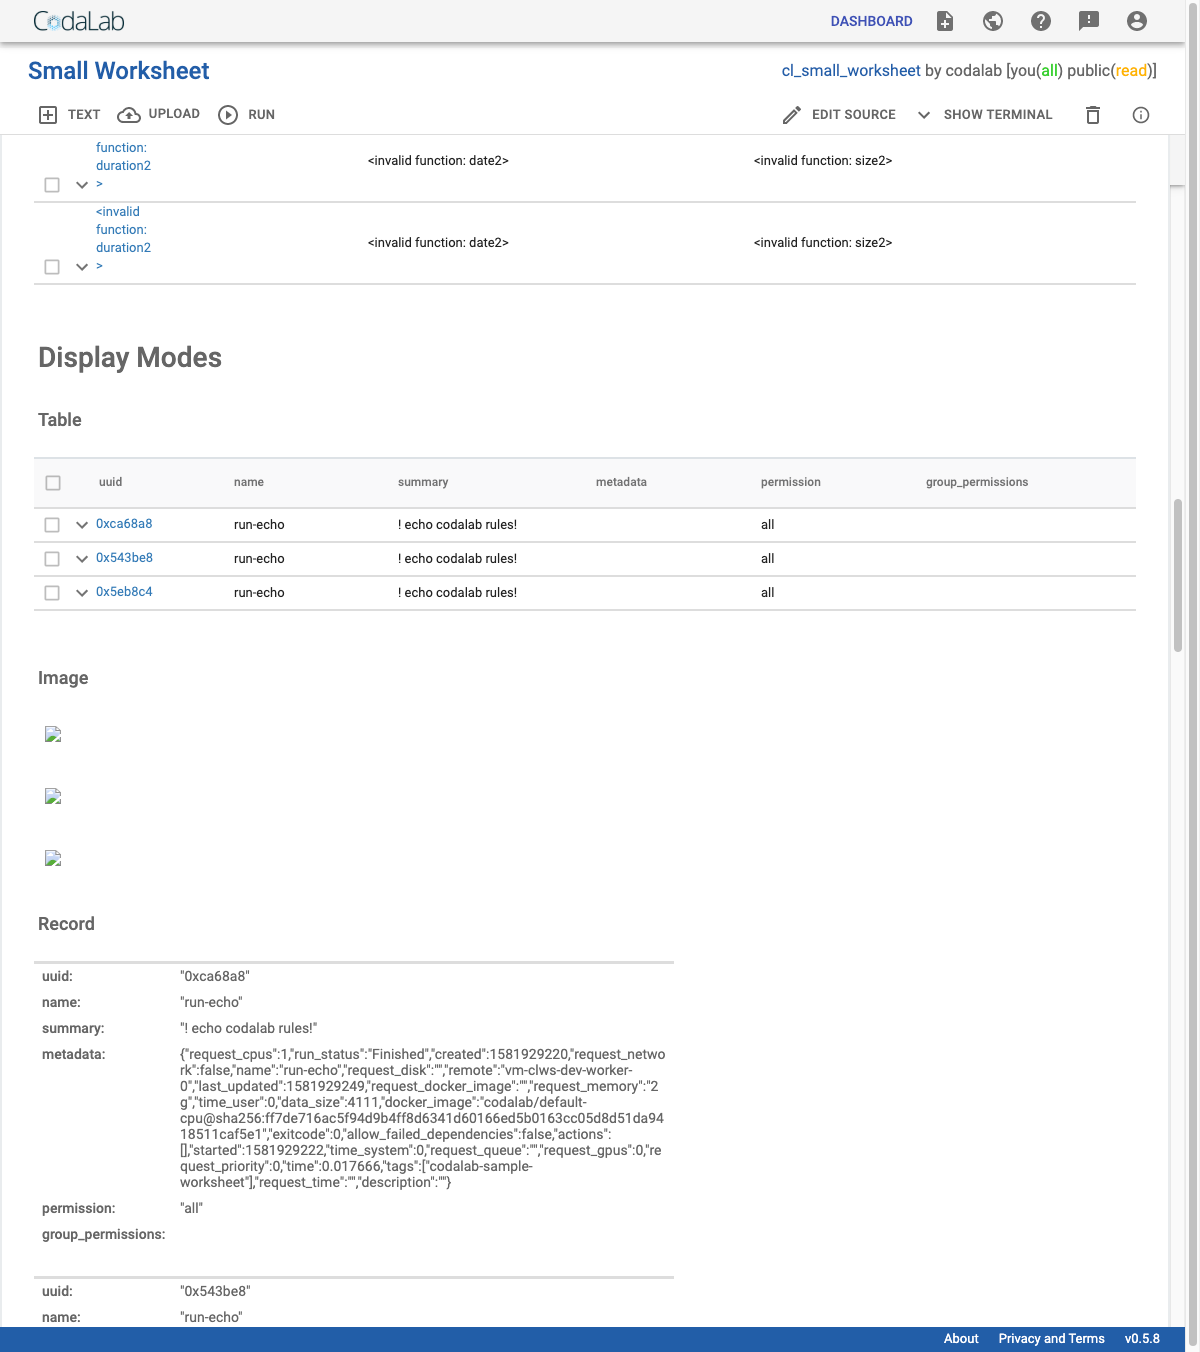 CodaLab
DASHBOARD
Small Worksheet
cl_small_worksheet by codalab [you(all) public(read)]
TEXT UPLOAD RUN
EDIT SOURCE SHOW TERMINAL
function:
duration2
>
<invalid function: date2>
<invalid function: size2>
<invalid
function:
duration2
>
<invalid function: date2>
<invalid function: size2>
Display Modes
Table
uuid name summary metadata permission group_permissions
0xca68a8 run-echo ! echo codalab rules! all
0x543be8 run-echo ! echo codalab rules! all
0x5eb8c4 run-echo ! echo codalab rules! all
Image
Record
uuid: "0xca68a8"
name: "run-echo"
summary: "! echo codalab rules!"
metadata: {"request_cpus":1,"run_status":"Finished","created":1581929220,"request_netwo
rk":false,"name":"run-echo","request_disk":"","remote":"vm-clws-dev-worker-
0","last_updated":1581929249,"request_docker_image":"","request_memory":"2
g","time_user":0,"data_size":4111,"docker_image":"codalab/default-
cpu@sha256:ff7de716ac5f94d9b4ff8d6341d60166ed5b0163cc05d8d51da94
18511caf5e1","exitcode":0,"allow_failed_dependencies":false,"actions":
[],"started":1581929222,"time_system":0,"request_queue":"","request_gpus":0,"re
quest_priority":0,"time":0.017666,"tags":["codalab-sample-
worksheet"],"request_time":"","description":""}
permission: "all"
group_permissions:
uuid: "0x543be8"
name: "run-echo"
About Privacy and Terms v0.5.8